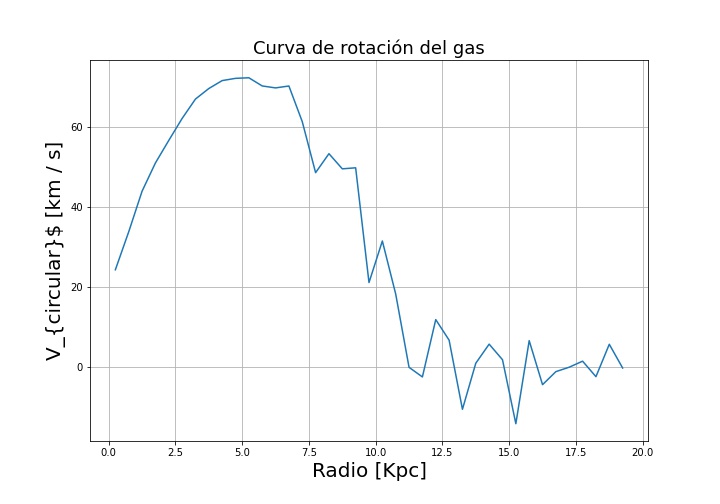 Curva de rotación del gas
V_{circular}$ [km / s]
60
40
20
0
0.0 2.5 5.0 7.5 10.0 12.5 15.0 17.5 20.0
Radio [Kpc]